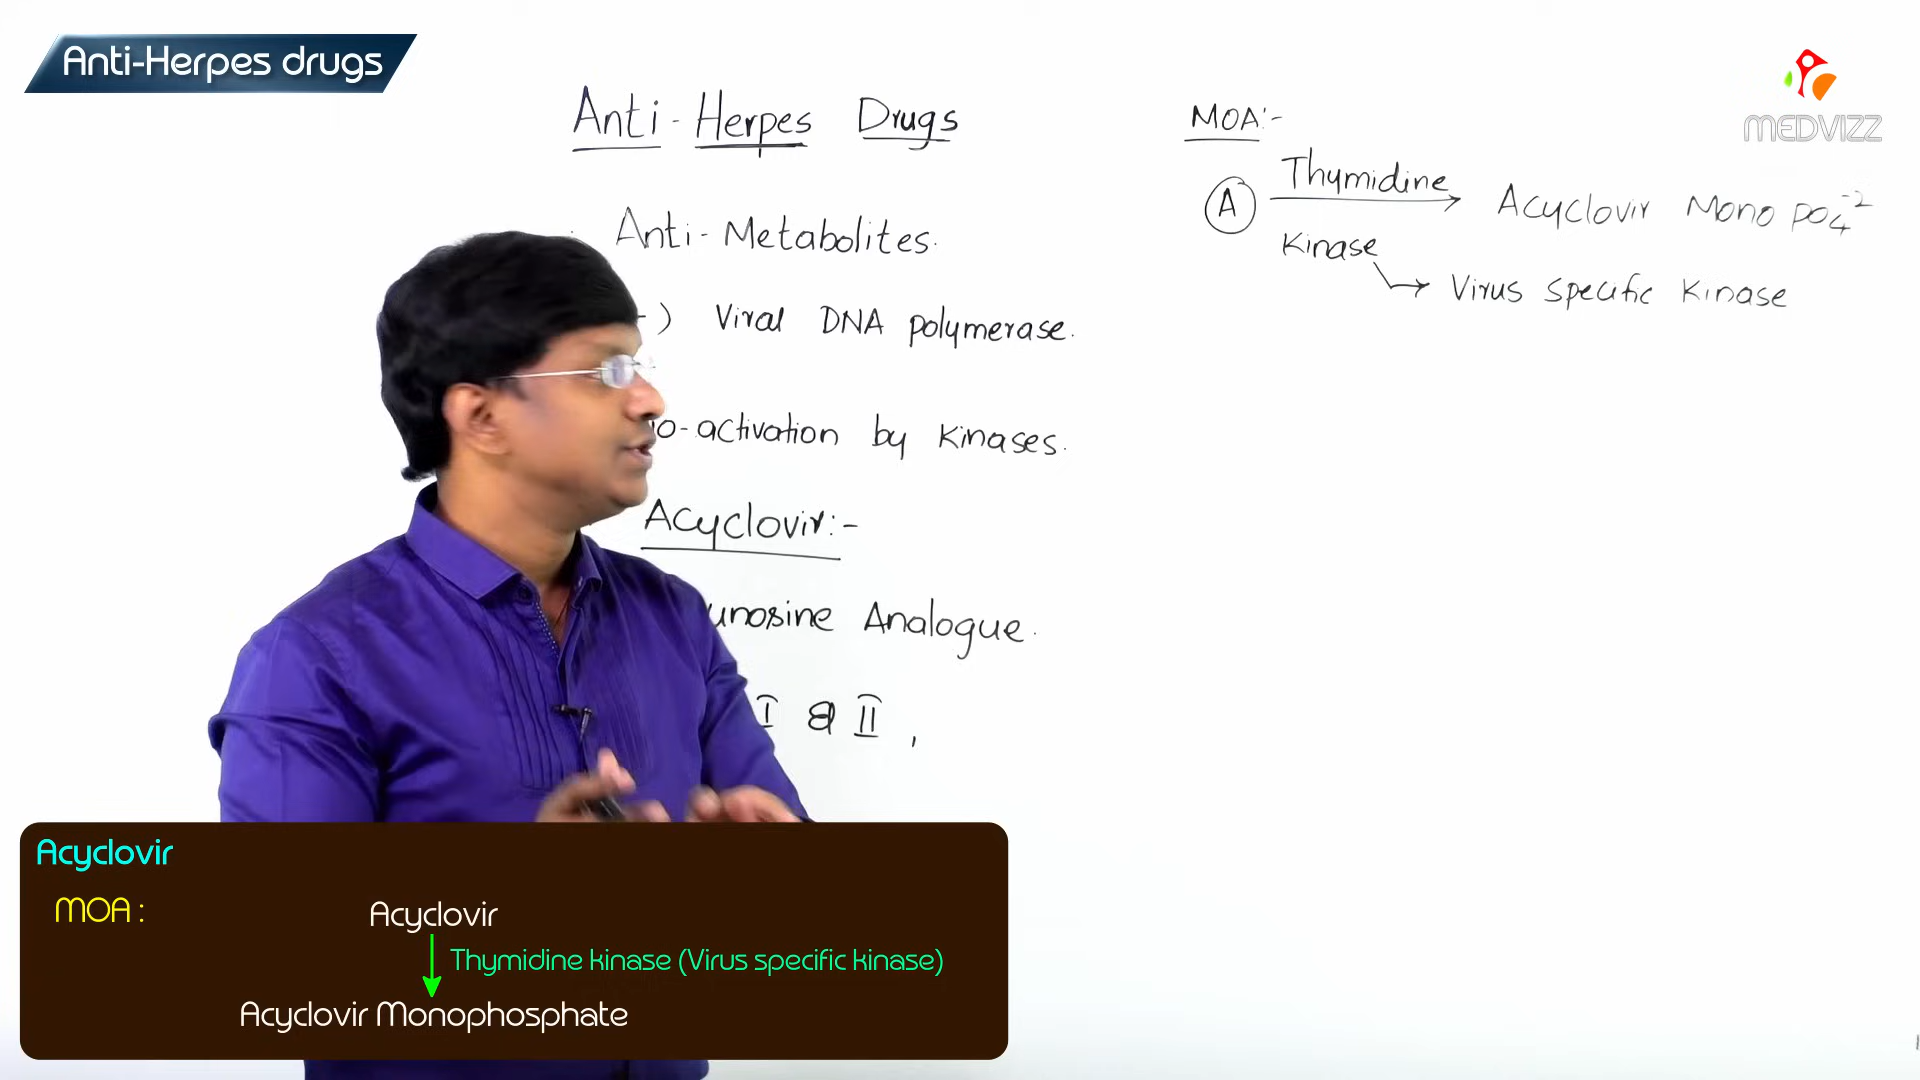 Anti-Herpes drugs
MEDVIZZ
Anti-Herpes Drugs
Anti-Metabolites.
-) Viral DNA polymerase.
o-activation by Kinases.
Acyclovir:-
unosine Analogue.
I & II,
MOA:-
A Thymidine Kinase → Acyclovir Mono PO4-2
→ Virus specific Kinase
Acyclovir
MOA :
Acyclovir
Thymidine kinase (Virus specific kinase)
Acyclovir Monophosphate